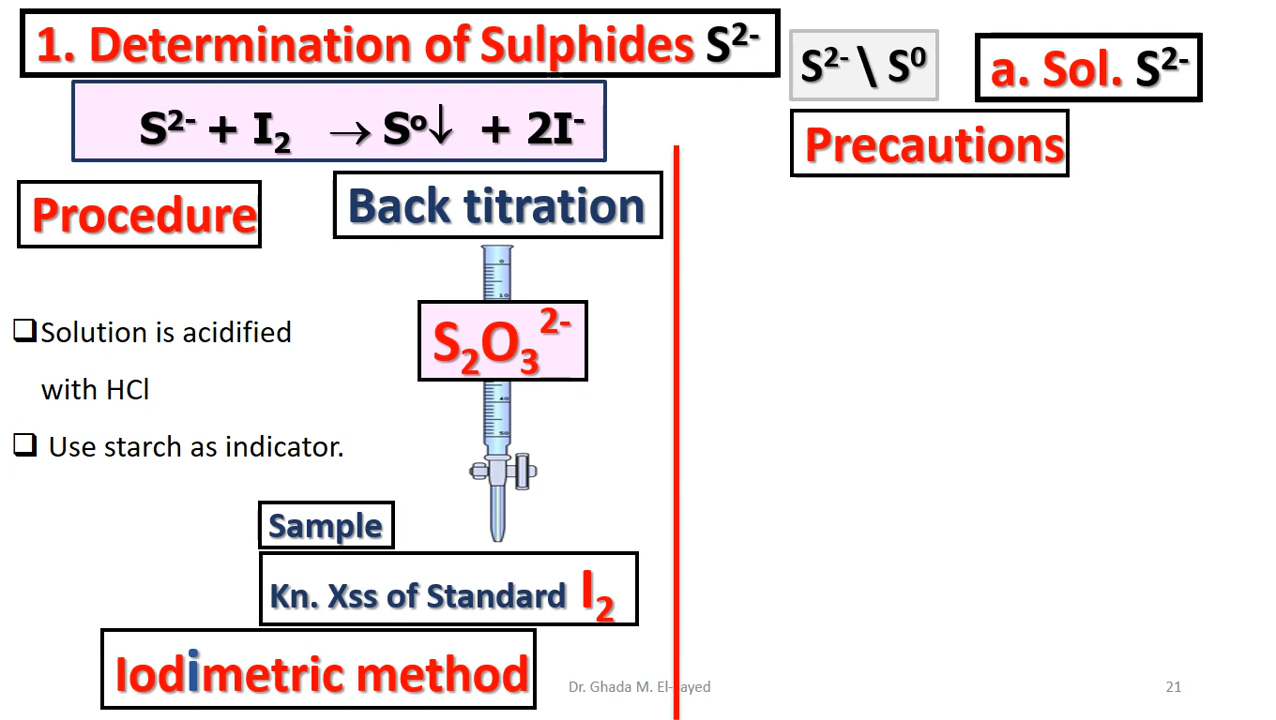 1. Determination of Sulphides S²⁻
S²⁻ \ S⁰
a. Sol. S²⁻
S²⁻ + I₂ → Sº↓ + 2I⁻
Precautions
Procedure
Back titration
S₂O₃²⁻
❑Solution is acidified
with HCl
❑ Use starch as indicator.
Sample
Kn. Xss of Standard I₂
Iodimetric method
Dr. Ghada M. El-
21